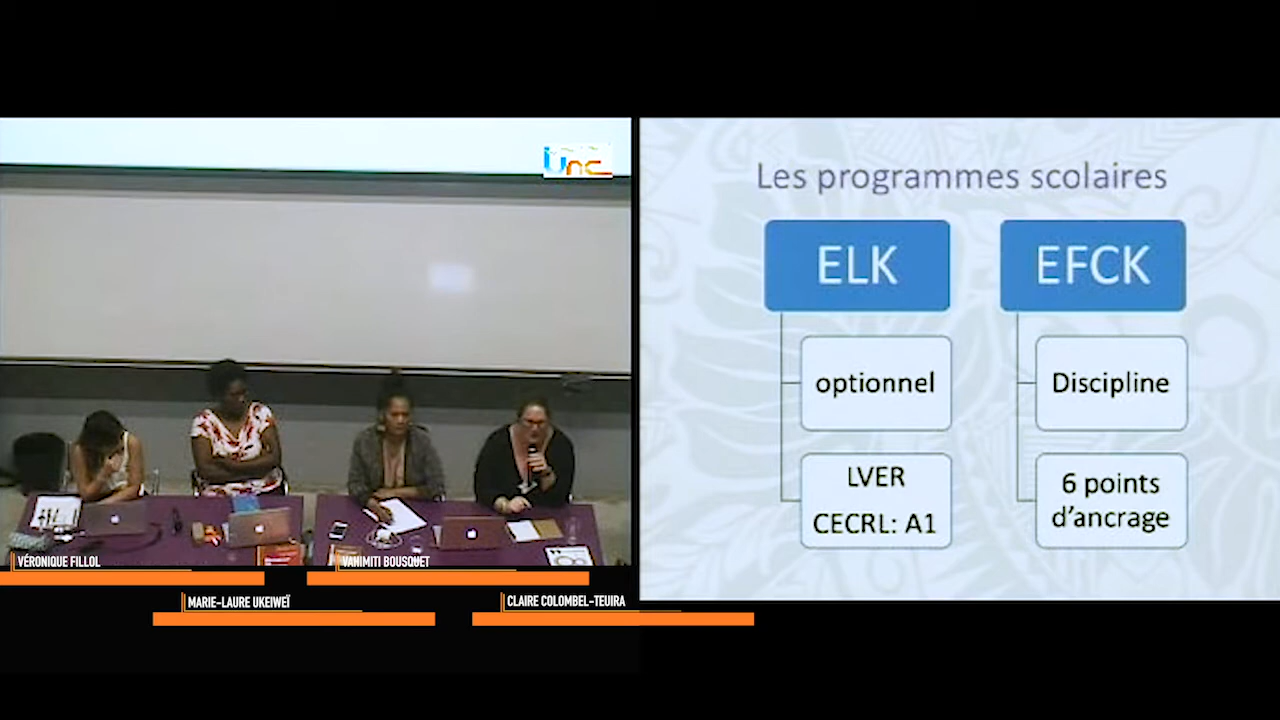 unc
Les programmes scolaires
ELK
EFCK
optionnel
Discipline
LVER
CECRL: A1
6 points
d'ancrage
VÉRONIQUE FILLOL
VANIMITI BOUSQUET
MARIE-LAURE UKEIWEÏ
CLAIRE COLOMBEL-TEUIRA